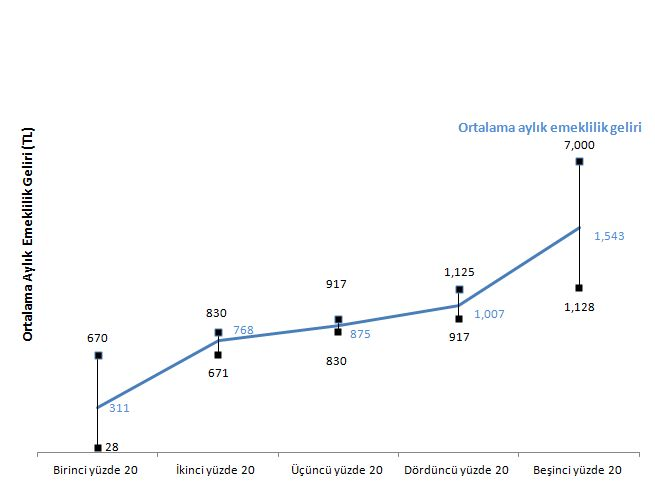 Ortalama Aylık Emeklilik Geliri (TL)
Ortalama aylık emeklilik geliri
7,000
1,543
1,128
1,125
1,007
917
917
875
830
830
768
671
670
311
28
Birinci yüzde 20
İkinci yüzde 20
Üçüncü yüzde 20
Dördüncü yüzde 20
Beşinci yüzde 20